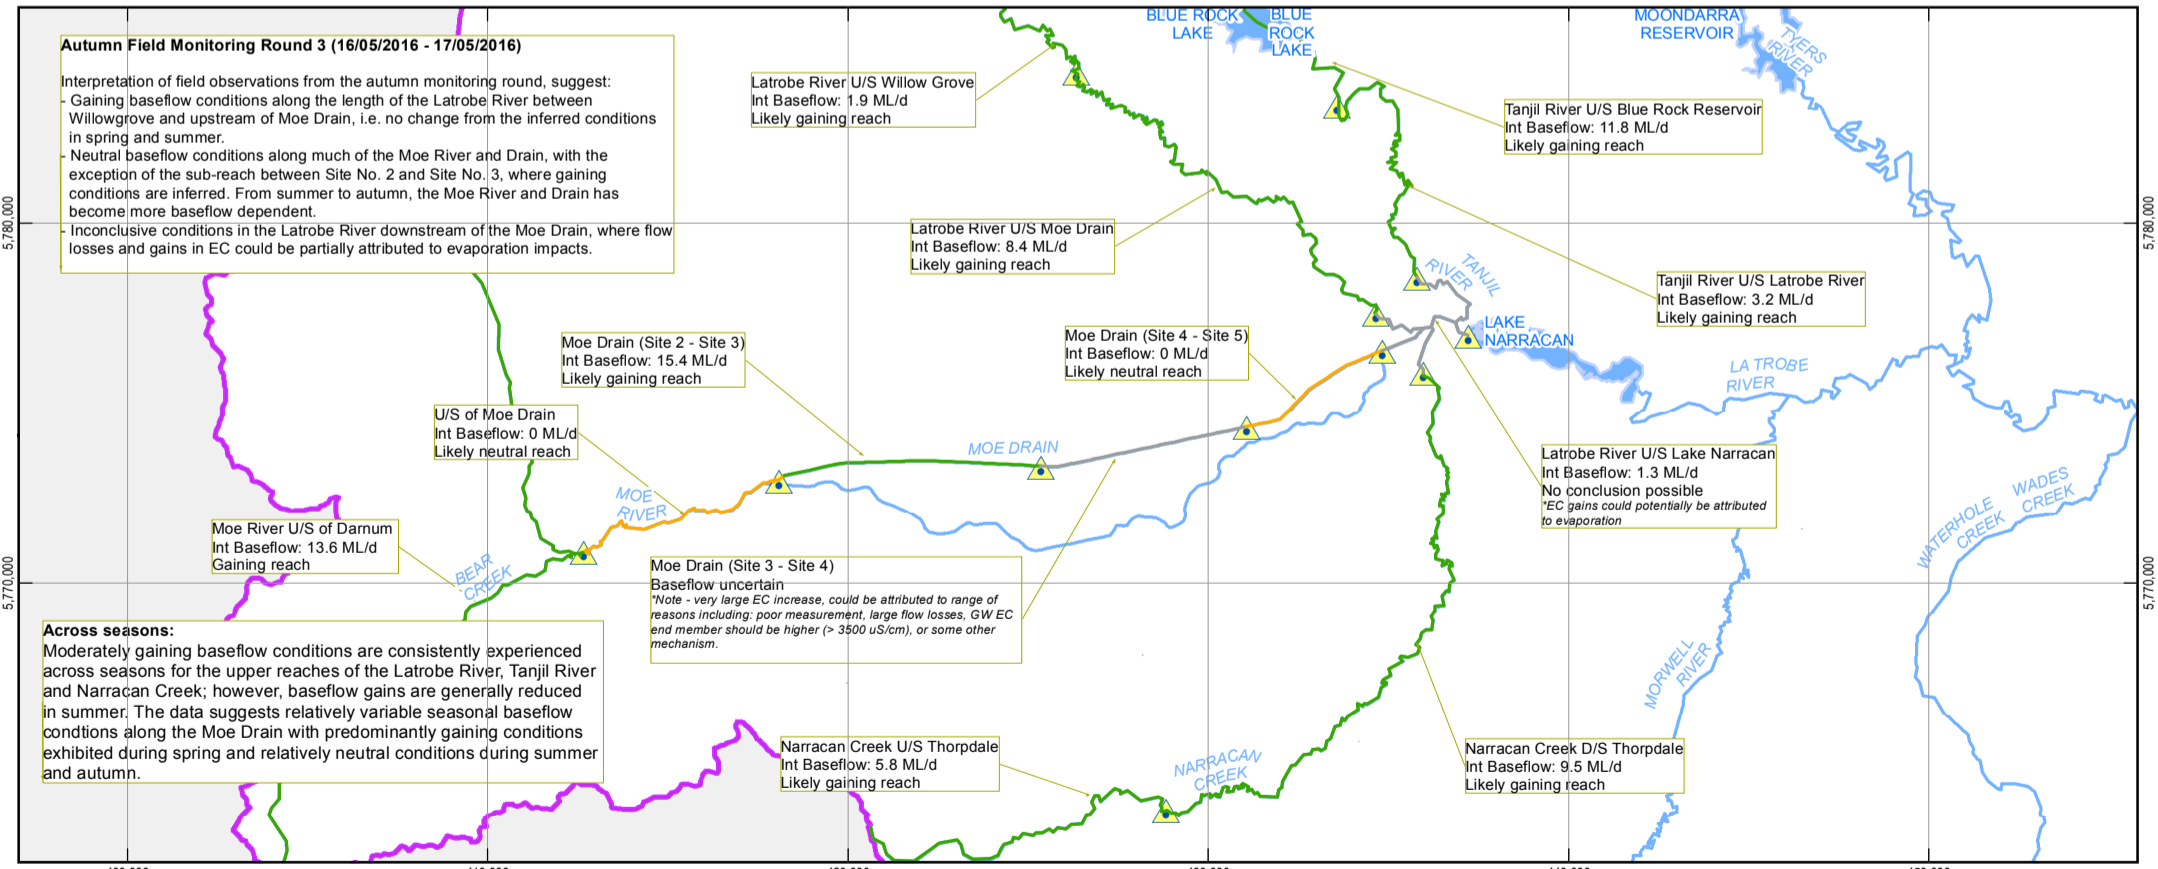 Autumn Field Monitoring Round 3 (16/05/2016 - 17/05/2016)
Interpretation of field observations from the autumn monitoring round, suggest:
- Gaining baseflow conditions along the length of the Latrobe River between
Willowgrove and upstream of Moe Drain, i.e. no change from the inferred conditions
in spring and summer.
- Neutral baseflow conditions along much of the Moe River and Drain, with the
exception of the sub-reach between Site No. 2 and Site No. 3, where gaining
conditions are inferred. From summer to autumn, the Moe River and Drain has
become more baseflow dependent.
- Inconclusive conditions in the Latrobe River downstream of the Moe Drain, where flow
losses and gains in EC could be partially attributed to evaporation impacts.
BLUE ROCK
LAKE
BLUE
ROCK
LAKE
MOONDARRA
RESERVOIR
TYERS
RIVER
Latrobe River U/S Willow Grove
Int Baseflow: 1.9 ML/d
Likely gaining reach
Tanjil River U/S Blue Rock Reservoir
Int Baseflow: 11.8 ML/d
Likely gaining reach
5,780,000
5,780,000
Latrobe River U/S Moe Drain
Int Baseflow: 8.4 ML/d
Likely gaining reach
TANJIL
RIVER
Tanjil River U/S Latrobe River
Int Baseflow: 3.2 ML/d
Likely gaining reach
LAKE
NARRACAN
Moe Drain (Site 2 - Site 3)
Int Baseflow: 15.4 ML/d
Likely gaining reach
Moe Drain (Site 4 - Site 5)
Int Baseflow: 0 ML/d
Likely neutral reach
LA TROBE
RIVER
U/S of Moe Drain
Int Baseflow: 0 ML/d
Likely neutral reach
MOE DRAIN
Latrobe River U/S Lake Narracan
Int Baseflow: 1.3 ML/d
No conclusion possible
*EC gains could potentially be attributed
to evaporation
MOE
RIVER
WADES
CREEK
WATERHOLE
CREEK
Moe River U/S of Darnum
Int Baseflow: 13.6 ML/d
Gaining reach
BEAR
CREEK
Moe Drain (Site 3 - Site 4)
Baseflow uncertain
*Note - very large EC increase, could be attributed to range of
reasons including: poor measurement, large flow losses, GW EC
end member should be higher (> 3500 uS/cm), or some other
mechanism.
5,770,000
5,770,000
Across seasons:
Moderately gaining baseflow conditions are consistently experienced
across seasons for the upper reaches of the Latrobe River, Tanjil River
and Narracan Creek; however, baseflow gains are generally reduced
in summer. The data suggests relatively variable seasonal baseflow
condtions along the Moe Drain with predominantly gaining conditions
exhibited during spring and relatively neutral conditions during summer
and autumn.
MORWELL
RIVER
Narracan Creek U/S Thorpdale
Int Baseflow: 5.8 ML/d
Likely gaining reach
NARRACAN
CREEK
Narracan Creek D/S Thorpdale
Int Baseflow: 9.5 ML/d
Likely gaining reach